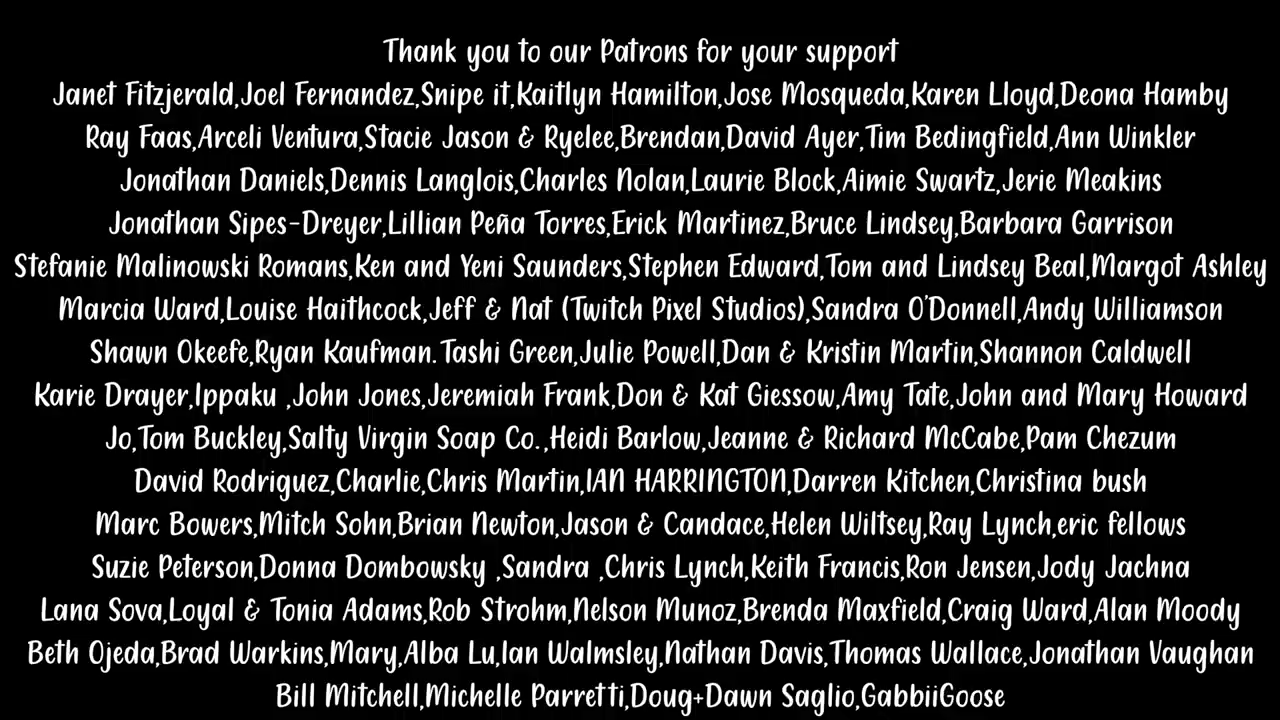 Thank you to our Patrons for your support
Janet Fitzjerald,Joel Fernandez,Snipe it,Kaitlyn Hamilton,Jose Mosqueda,Karen Lloyd,Deona Hamby
Ray Faas,Arceli Ventura,Stacie Jason & Ryelee,Brendan,David Ayer,Tim Bedingfield,Ann Winkler
Jonathan Daniels,Dennis Langlois,Charles Nolan,Laurie Block,Aimie Swartz,Jerie Meakins
Jonathan Sipes-Dreyer,Lillian Peña Torres,Erick Martinez,Bruce Lindsey,Barbara Garrison
Stefanie Malinowski Romans,Ken and Yeni Saunders,Stephen Edward,Tom and Lindsey Beal,Margot Ashley
Marcia Ward,Louise Haithcock,Jeff & Nat (Twitch Pixel Studios),Sandra O'Donnell,Andy Williamson
Shawn Okeefe,Ryan Kaufman.Tashi Green,Julie Powell,Dan & Kristin Martin,Shannon Caldwell
Karie Drayer,Ippaku ,John Jones,Jeremiah Frank,Don & Kat Giessow,Amy Tate,John and Mary Howard
Jo,Tom Buckley,Salty Virgin Soap Co.,Heidi Barlow,Jeanne & Richard McCabe,Pam Chezum
David Rodriguez,Charlie,Chris Martin,IAN HARRINGTON,Darren Kitchen,Christina bush
Marc Bowers,Mitch Sohn,Brian Newton,Jason & Candace,Helen Wiltsey,Ray Lynch,eric fellows
Suzie Peterson,Donna Dombowsky ,Sandra ,Chris Lynch,Keith Francis,Ron Jensen,Jody Jachna
Lana Sova,Loyal & Tonia Adams,Rob Strohm,Nelson Munoz,Brenda Maxfield,Craig Ward,Alan Moody
Beth Ojeda,Brad Warkins,Mary,Alba Lu,Ian Walmsley,Nathan Davis,Thomas Wallace,Jonathan Vaughan
Bill Mitchell,Michelle Parretti,Doug+Dawn Saglio,GabbiiGoose